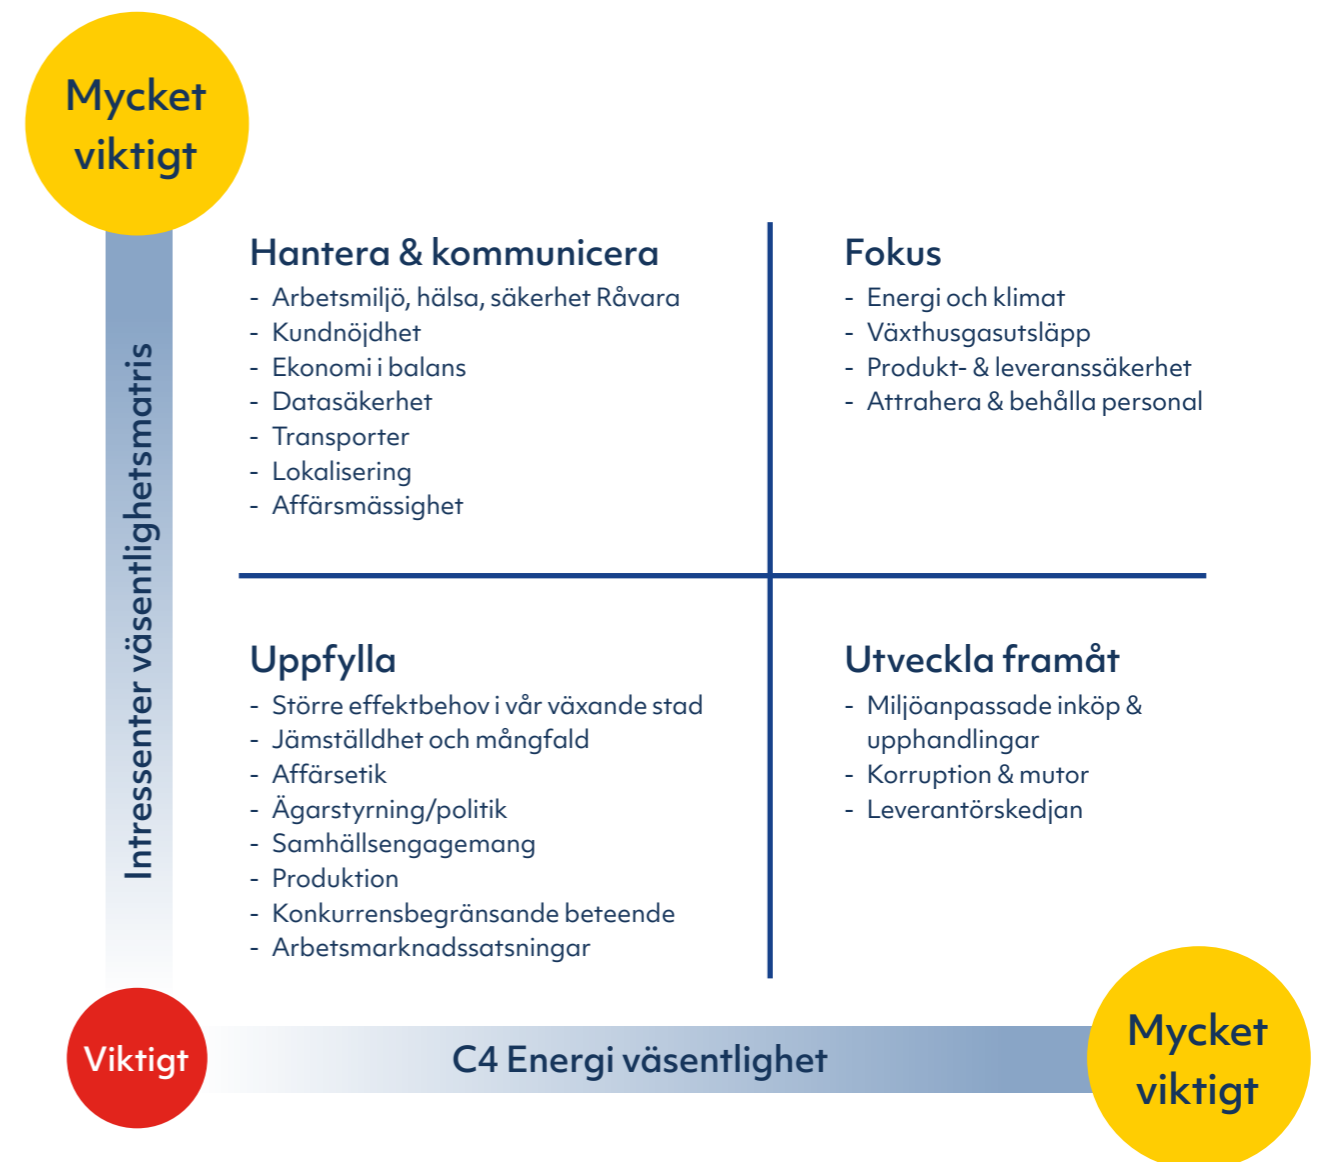 Mycket
viktigt
Intressenter väsentlighetsmatris
Hantera & kommunicera
- Arbetsmiljö, hälsa, säkerhet Råvara
- Kundnöjdhet
- Ekonomi i balans
- Datasäkerhet
- Transporter
- Lokalisering
- Affärsmässighet
Fokus
- Energi och klimat
- Växthusgasutsläpp
- Produkt- & leveranssäkerhet
- Attrahera & behålla personal
Uppfylla
- Större effektbehov i vår växande stad
- Jämställdhet och mångfald
- Affärsetik
- Ägarstyrning/politik
- Samhällsengagemang
- Produktion
- Konkurrensbegränsande beteende
- Arbetsmarknadssatsningar
Utveckla framåt
- Miljöanpassade inköp &
upphandlingar
- Korruption & mutor
- Leverantörskedjan
Viktigt
C4 Energi väsentlighet
Mycket
viktigt